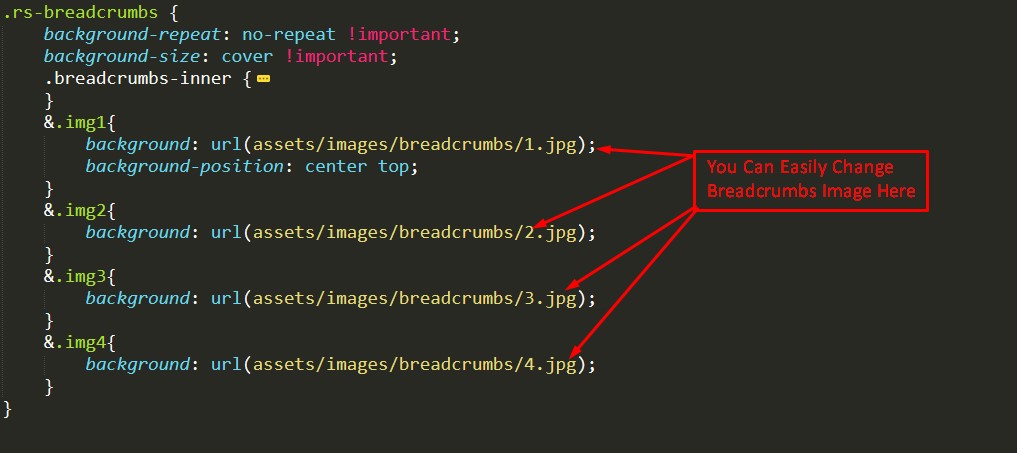 .rs-breadcrumbs {
    background-repeat: no-repeat !important;
    background-size: cover !important;
    .breadcrumbs-inner {
    }
    &.img1{
        background: url(assets/images/breadcrumbs/1.jpg);
        background-position: center top;
    }
    &.img2{
        background: url(assets/images/breadcrumbs/2.jpg);
    }
    &.img3{
        background: url(assets/images/breadcrumbs/3.jpg);
    }
    &.img4{
        background: url(assets/images/breadcrumbs/4.jpg);
    }
}
You Can Easily Change
Breadcrumbs Image Here